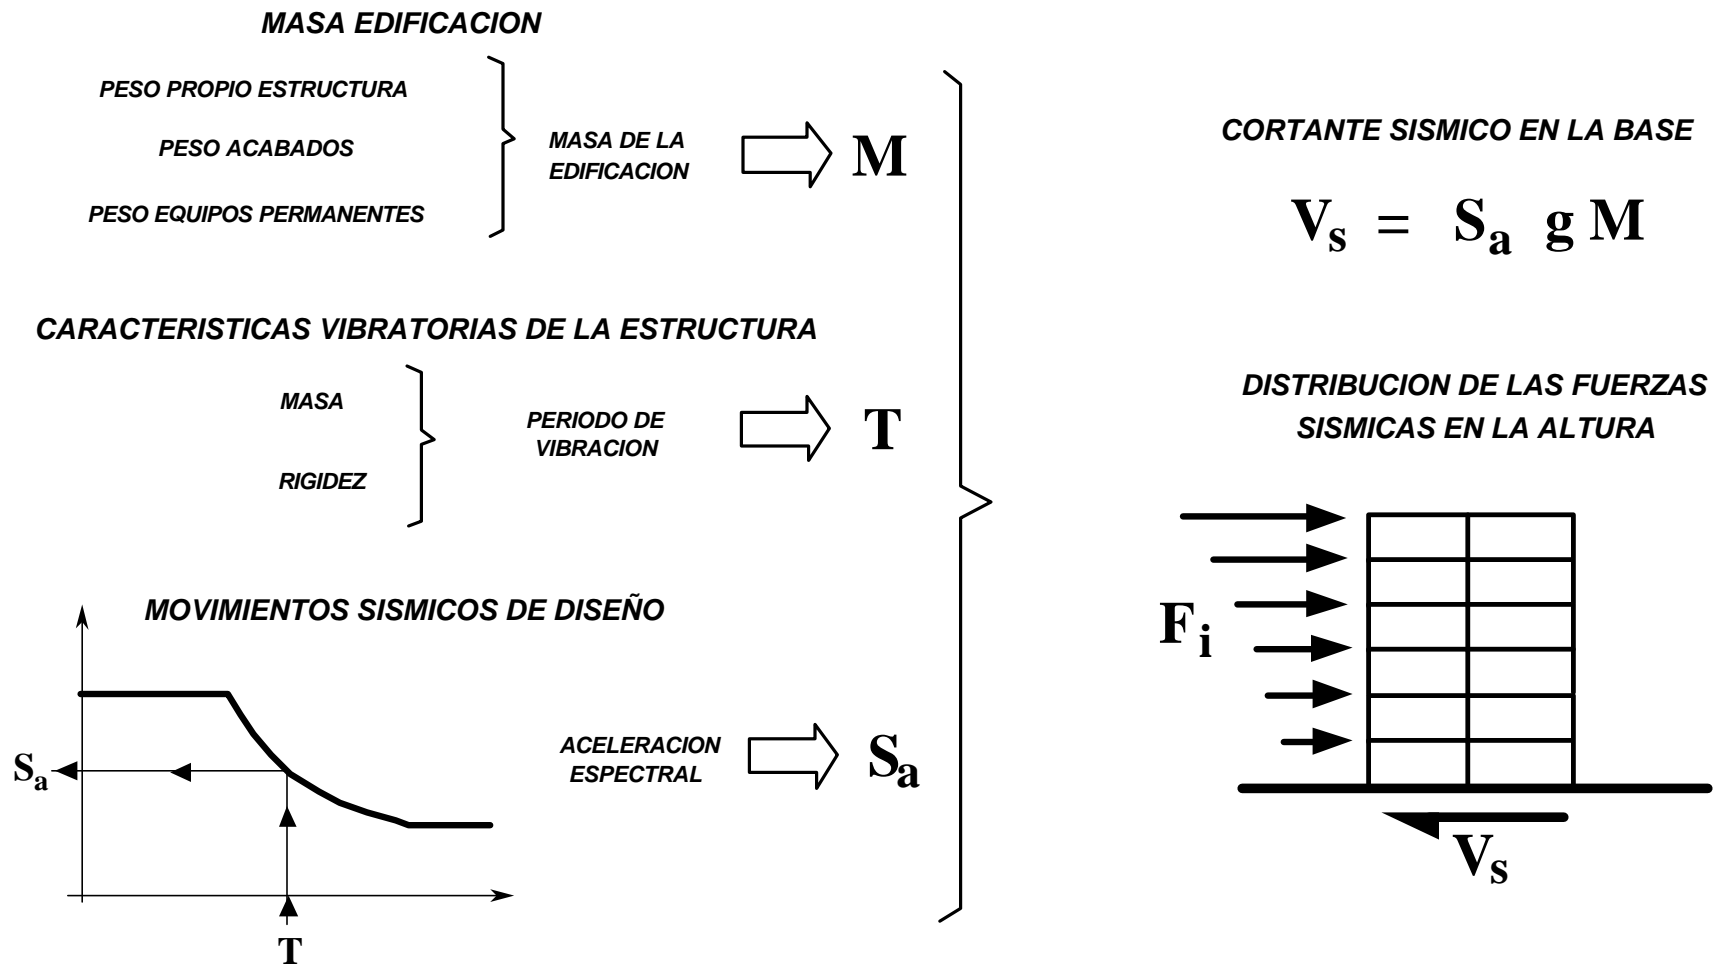 MASA EDIFICACION
PESO PROPIO ESTRUCTURA
PESO ACABADOS
PESO EQUIPOS PERMANENTES
MASA DE LA
EDIFICACION
M
CARACTERISTICAS VIBRATORIAS DE LA ESTRUCTURA
MASA
RIGIDEZ
PERIODO DE
VIBRACION
T
MOVIMIENTOS SISMICOS DE DISEÑO
Sa
T
ACELERACION
ESPECTRAL
Sa
CORTANTE SISMICO EN LA BASE
Vs = Sa g M
DISTRIBUCION DE LAS FUERZAS
SISMICAS EN LA ALTURA
Fi
Vs